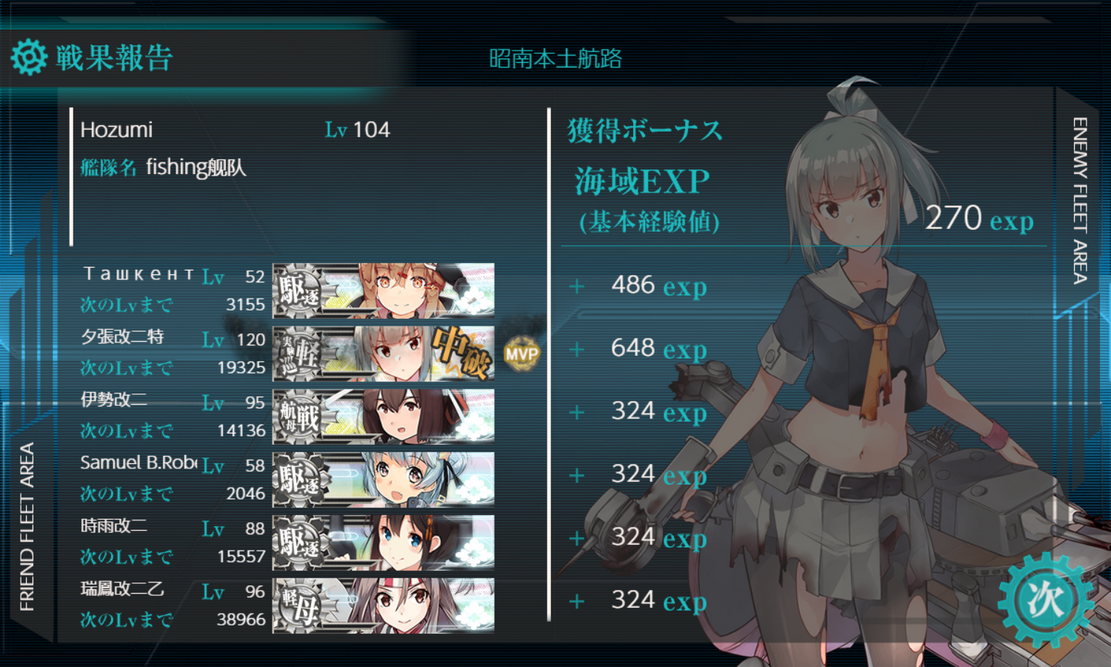 戦果報告
昭南本土航路
Hozumi Lv 104
艦隊名 fishing舰队
獲得ボーナス
海域EXP
(基本経験値)
270 exp
Ташкент Lv 52
次のLvまで 3155
駆逐
+ 486 exp
夕張改二特 Lv 120
次のLvまで 19325
実験 軽巡
中破
MVP
+ 648 exp
伊勢改二 Lv 95
次のLvまで 14136
航母 戦
+ 324 exp
Samuel B.Rob Lv 58
次のLvまで 2046
駆逐
+ 324 exp
時雨改二 Lv 88
次のLvまで 15557
駆逐
+ 324 exp
瑞鳳改二乙 Lv 96
次のLvまで 38966
軽母
+ 324 exp
FRIEND FLEET AREA
ENEMY FLEET AREA
次